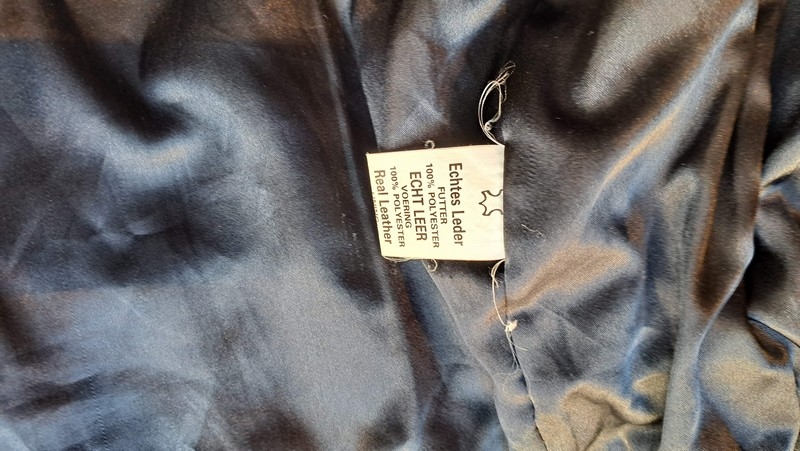 Echtes Leder
FUTTER
100% POLYESTER
ECHT LEER
VOERING
100% POLYESTER
Real Leather